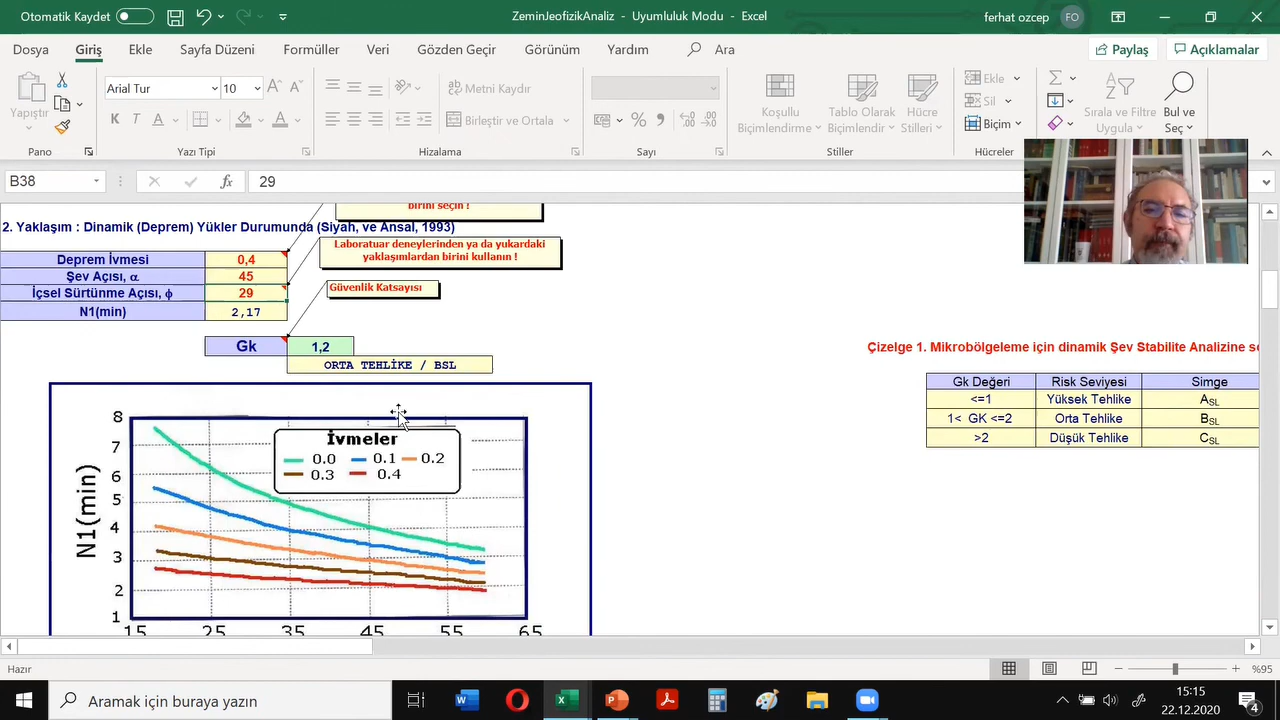 Otomatik Kaydet
ZeminJeofizikAnaliz - Uyumluluk Modu - Excel
ferhat ozcep
FO
Dosya Giriş Ekle Sayfa Düzeni Formüller Veri Gözden Geçir Görünüm Yardım Ara
Paylaş Açıklamalar
Yapıştır
Arial Tur 10
K T A
Metni Kaydır
Birleştir ve Ortala
Koşullu Biçimlendirme
Tablo Olarak Biçimlendir
Hücre Stilleri
Ekle
Sil
Biçim
Sırala ve Filtre Uygula
Bul ve Seç
Pano Yazı Tipi Hizalama Sayı Stiller Hücreler
B38 fx 29
birini seçin !
2. Yaklaşım : Dinamik (Deprem) Yükler Durumunda (Siyah, ve Ansal, 1993)
Laboratuar deneylerinden ya da yukardaki
yaklaşımlardan birini kullanın !
Deprem İvmesi 0,4
Şev Açısı, α 45
İçsel Sürtünme Açısı, ϕ 29
N1(min) 2,17
Güvenlik Katsayısı
Gk 1,2
ORTA TEHLİKE / BSL
Çizelge 1. Mikrobölgeleme için dinamik Şev Stabilite Analizine
Gk Değeri Risk Seviyesi Simge
<=1 Yüksek Tehlike ASL
1< GK <=2 Orta Tehlike BSL
>2 Düşük Tehlike CSL
İvmeler
0.0 0.1 0.2
0.3 0.4
N1(min)
8
7
6
5
4
3
2
1
15 25 35 45 55 65
Hazır
%95
Aramak için buraya yazın
15:15
22.12.2020
4